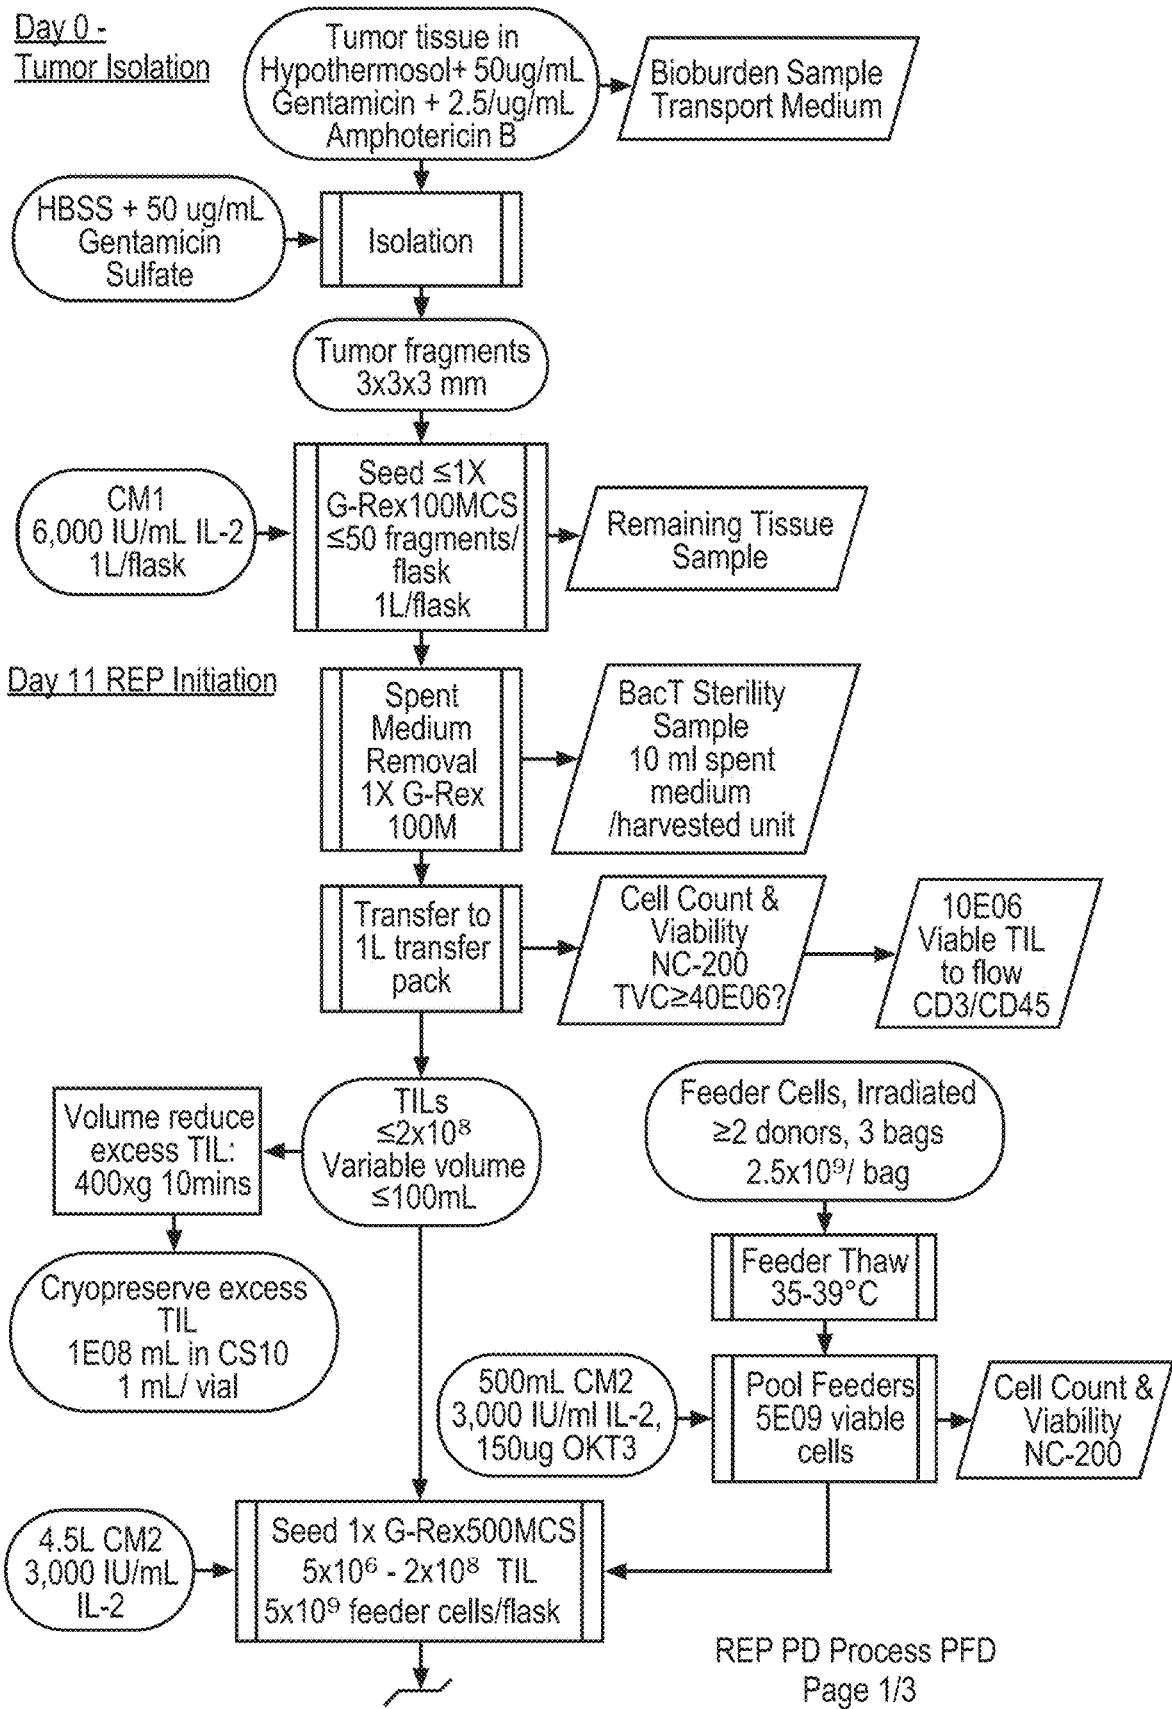 Day 0 -
Tumor Isolation
Tumor tissue in
Hypothermosol+ 50ug/mL
Gentamicin + 2.5/ug/mL
Amphotericin B
Bioburden Sample
Transport Medium
HBSS + 50 ug/mL
Gentamicin
Sulfate
Isolation
Tumor fragments
3x3x3 mm
CM1
6,000 IU/mL IL-2
1L/flask
Seed ≤1X
G-Rex100MCS
≤50 fragments/
flask
1L/flask
Remaining Tissue
Sample
Day 11 REP Initiation
Spent
Medium
Removal
1X G-Rex
100M
BacT Sterility
Sample
10 ml spent
medium
/harvested unit
Transfer to
1L transfer
pack
Cell Count &
Viability
NC-200
TVC≥40E06?
10E06
Viable TIL
to flow
CD3/CD45
Volume reduce
excess TIL:
400xg 10mins
TILs
≤2x10⁸
Variable volume
≤100mL
Feeder Cells, Irradiated
≥2 donors, 3 bags
2.5x10⁹/ bag
Cryopreserve excess
TIL
1E08 mL in CS10
1 mL/ vial
Feeder Thaw
35-39°C
500mL CM2
3,000 IU/ml IL-2,
150ug OKT3
Pool Feeders
5E09 viable
cells
Cell Count &
Viability
NC-200
4.5L CM2
3,000 IU/mL
IL-2
Seed 1x G-Rex500MCS
5x10⁶ - 2x10⁸ TIL
5x10⁹ feeder cells/flask
REP PD Process PFD
Page 1/3